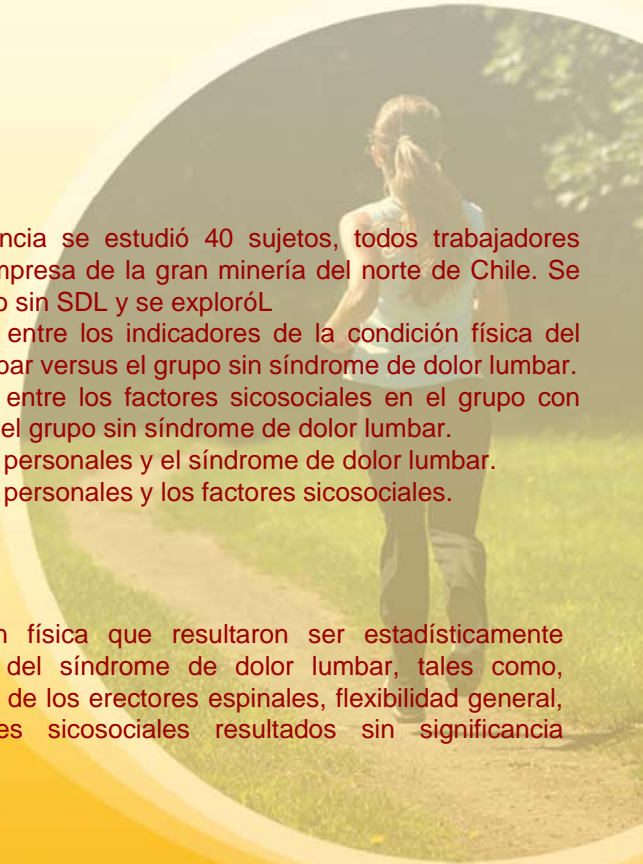 ncia se estudió 40 sujetos, todos trabajadores
mpresa de la gran minería del norte de Chile. Se
o sin SDL y se exploróL
entre los indicadores de la condición física del
bar versus el grupo sin síndrome de dolor lumbar.
entre los factores sicosociales en el grupo con
el grupo sin síndrome de dolor lumbar.
personales y el síndrome de dolor lumbar.
personales y los factores sicosociales.
n física que resultaron ser estadísticamente
del síndrome de dolor lumbar, tales como,
de los erectores espinales, flexibilidad general,
es sicosociales resultados sin significancia